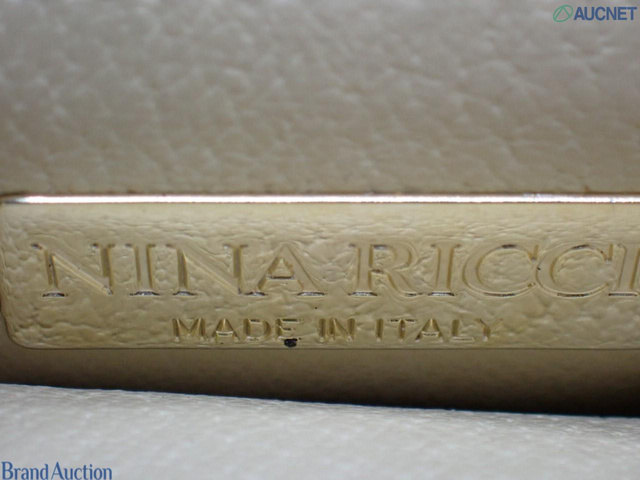 AUCNET
NINA RICCI
MADE IN ITALY
Brand Auction